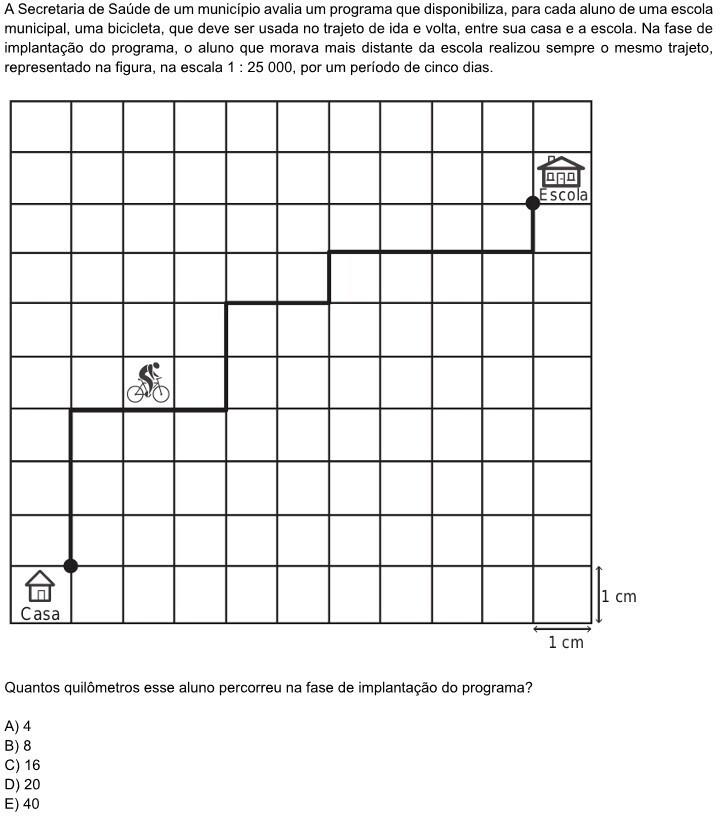 A Secretaria de Saúde de um município avalia um programa que disponibiliza, para cada aluno de uma escola
municipal, uma bicicleta, que deve ser usada no trajeto de ida e volta, entre sua casa e a escola. Na fase de
implantação do programa, o aluno que morava mais distante da escola realizou sempre o mesmo trajeto,
representado na figura, na escala 1 : 25 000, por um período de cinco dias.
Escola
Casa
1 cm
1 cm
Quantos quilômetros esse aluno percorreu na fase de implantação do programa?
A) 4
B) 8
C) 16
D) 20
E) 40